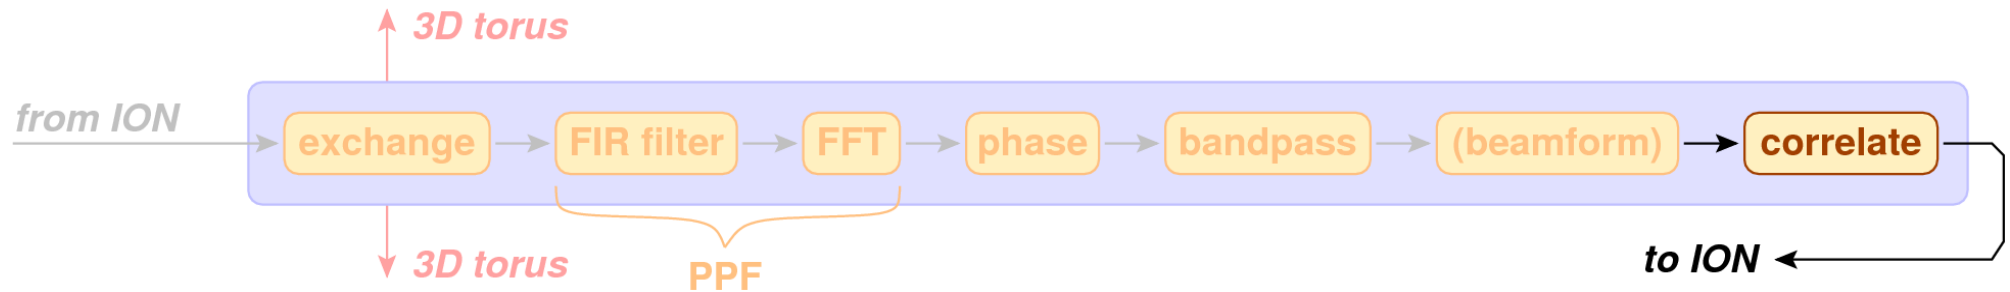 3D torus
from ION
exchange
FIR filter
FFT
phase
bandpass
(beamform)
correlate
3D torus
PPF
to ION